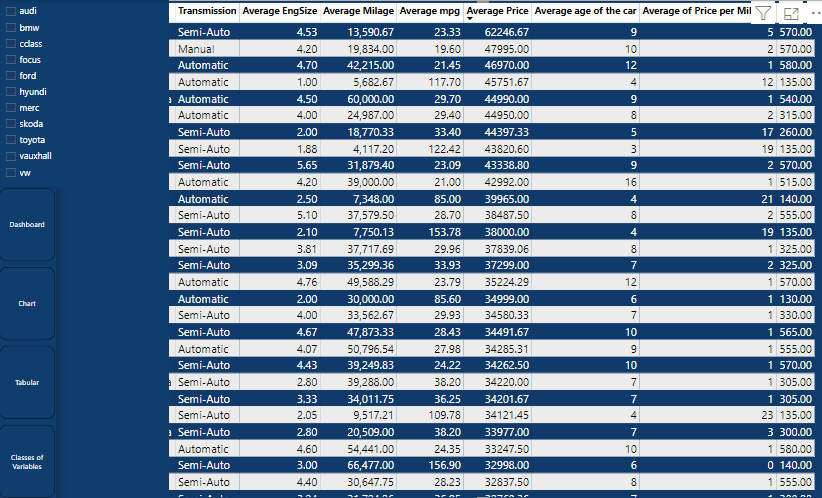 audi
bmw
cclass
focus
ford
hyundi
merc
skoda
toyota
vauxhall
vw
Dashboard
Chart
Tabular
Classes of
Variables
Transmission Average EngSize Average Milage Average mpg Average Price Average age of the car Average of Price per Mil
Semi-Auto 4.53 13,590.67 23.33 62246.67 9 5 570.00
Manual 4.20 19,834.00 19.60 47995.00 10 2 570.00
Automatic 4.70 42,215.00 21.45 46970.00 12 1 580.00
Automatic 1.00 5,682.67 117.70 45751.67 4 12 135.00
a Automatic 4.50 60,000.00 29.70 44990.00 9 1 540.00
Automatic 4.00 24,987.00 29.40 44950.00 8 2 315.00
Semi-Auto 2.00 18,770.33 33.40 44397.33 5 17 260.00
Semi-Auto 1.88 4,117.20 122.42 43820.60 3 19 135.00
Semi-Auto 5.65 31,879.40 23.09 43338.80 9 2 570.00
Automatic 4.20 39,000.00 21.00 42992.00 16 1 515.00
Automatic 2.50 7,348.00 85.00 39965.00 4 21 140.00
Semi-Auto 5.10 37,579.50 28.70 38487.50 8 2 555.00
Semi-Auto 2.10 7,750.13 153.78 38000.00 4 19 135.00
Semi-Auto 3.81 37,717.69 29.96 37839.06 8 1 325.00
Semi-Auto 3.09 35,299.36 33.93 37299.00 7 2 325.00
Automatic 4.76 49,588.29 23.79 35224.29 12 1 570.00
Automatic 2.00 30,000.00 85.60 34999.00 6 1 130.00
Semi-Auto 4.00 33,562.67 29.93 34580.33 7 1 330.00
Semi-Auto 4.67 47,873.33 28.43 34491.67 10 1 565.00
Automatic 4.07 50,796.54 27.98 34285.31 9 1 555.00
Semi-Auto 4.43 39,249.83 24.22 34262.50 10 1 570.00
a Semi-Auto 2.80 39,288.00 38.20 34220.00 7 1 305.00
Semi-Auto 3.33 34,011.75 36.25 34201.67 7 1 305.00
Semi-Auto 2.05 9,517.21 109.78 34121.45 4 23 135.00
a Semi-Auto 2.80 20,509.00 38.20 33977.00 7 3 300.00
Automatic 4.60 54,441.00 24.35 33247.50 10 1 580.00
Semi-Auto 3.00 66,477.00 156.90 32998.00 6 0 140.00
Semi-Auto 4.40 30,647.75 28.23 32837.50 8 1 555.00